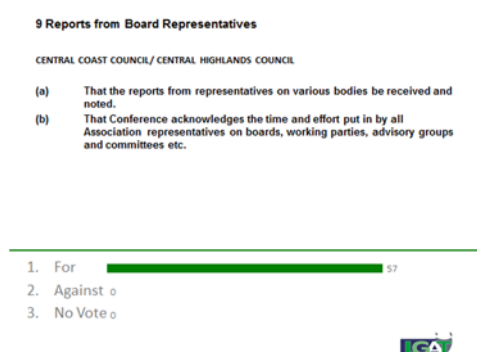 9 Reports from Board Representatives
CENTRAL COAST COUNCIL/ CENTRAL HIGHLANDS COUNCIL
(a) That the reports from representatives on various bodies be received and
noted.
(b) That Conference acknowledges the time and effort put in by all
Association representatives on boards, working parties, advisory groups
and committees etc.
1. For 57
2. Against 0
3. No Vote 0
LGAT